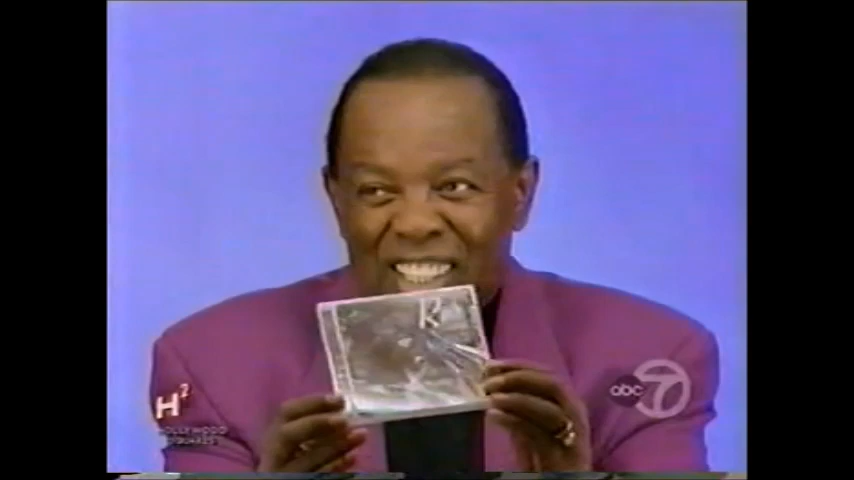 R
H2
HOLLYWOOD
SQUARES
abc 7